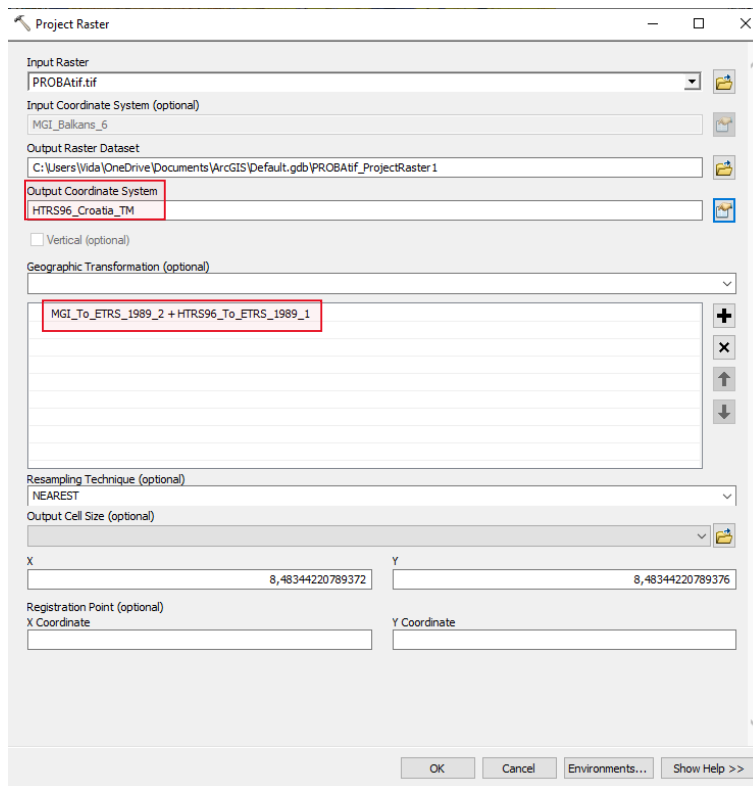 Project Raster
Input Raster
PROBAtif.tif
Input Coordinate System (optional)
MGI_Balkans_6
Output Raster Dataset
C:\Users\Vida\OneDrive\Documents\ArcGIS\Default.gdb\PROBAtif_ProjectRaster1
Output Coordinate System
HTRS96_Croatia_TM
Vertical (optional)
Geographic Transformation (optional)
MGI_To_ETRS_1989_2 + HTRS96_To_ETRS_1989_1
Resampling Technique (optional)
NEAREST
Output Cell Size (optional)
X Y
8,48344220789372 8,48344220789376
Registration Point (optional)
X Coordinate Y Coordinate
OK Cancel Environments... Show Help >>